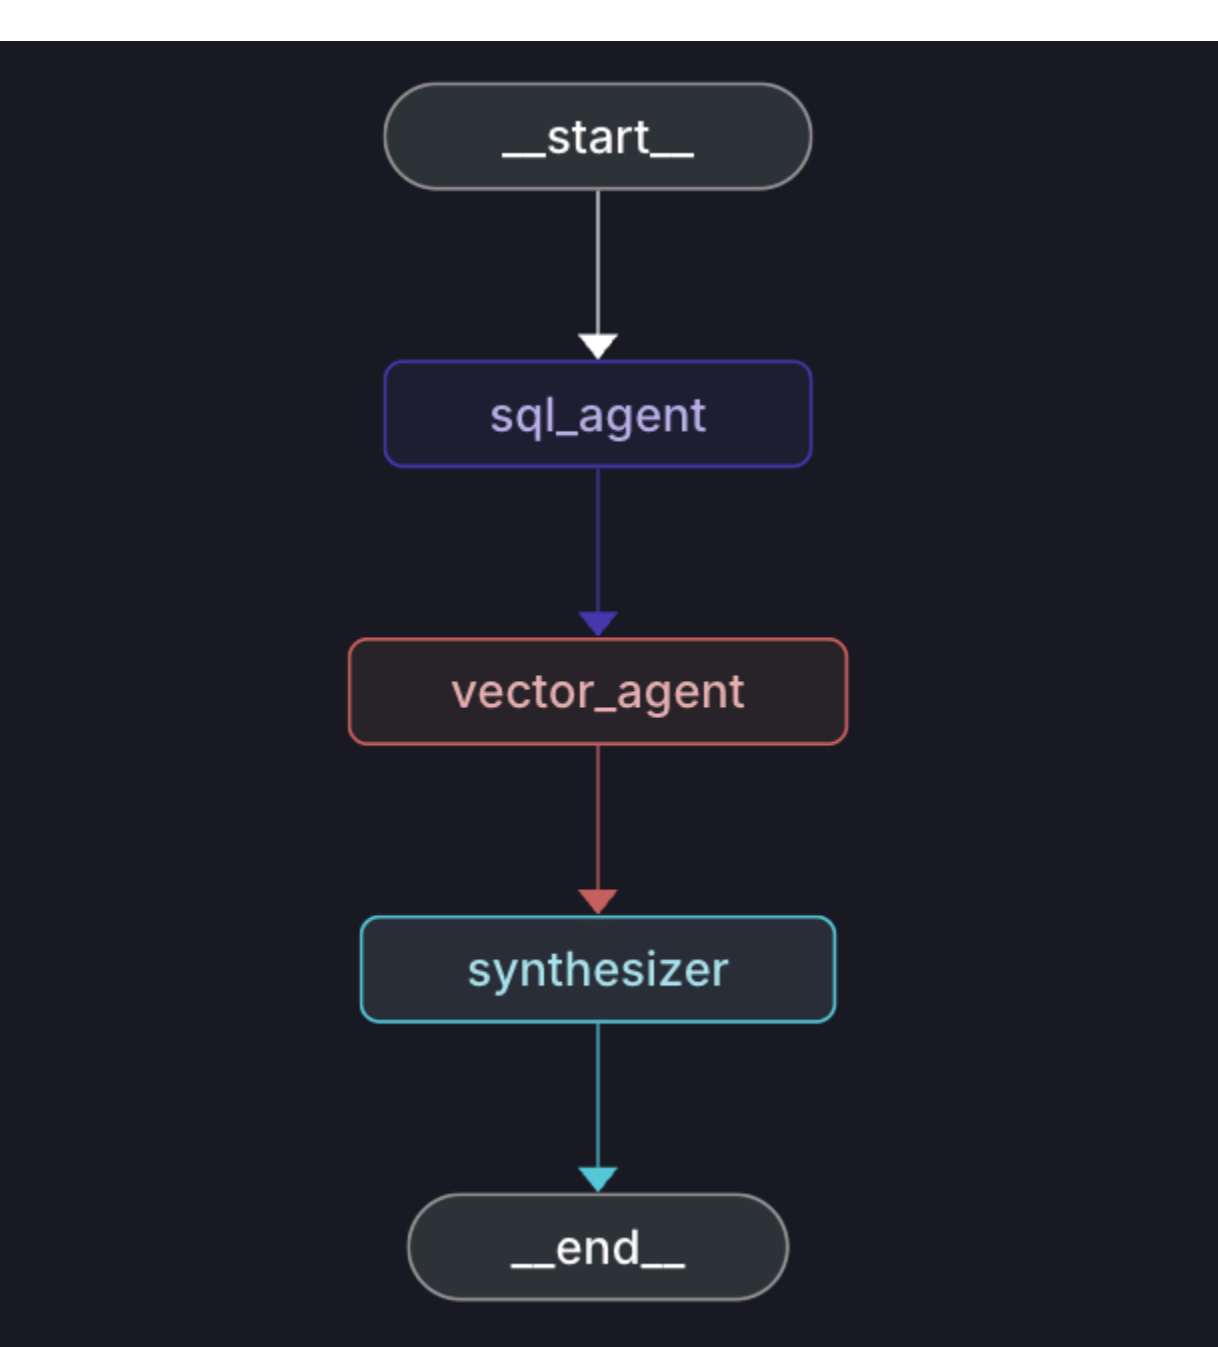 __start__
sql_agent
vector_agent
synthesizer
__end__